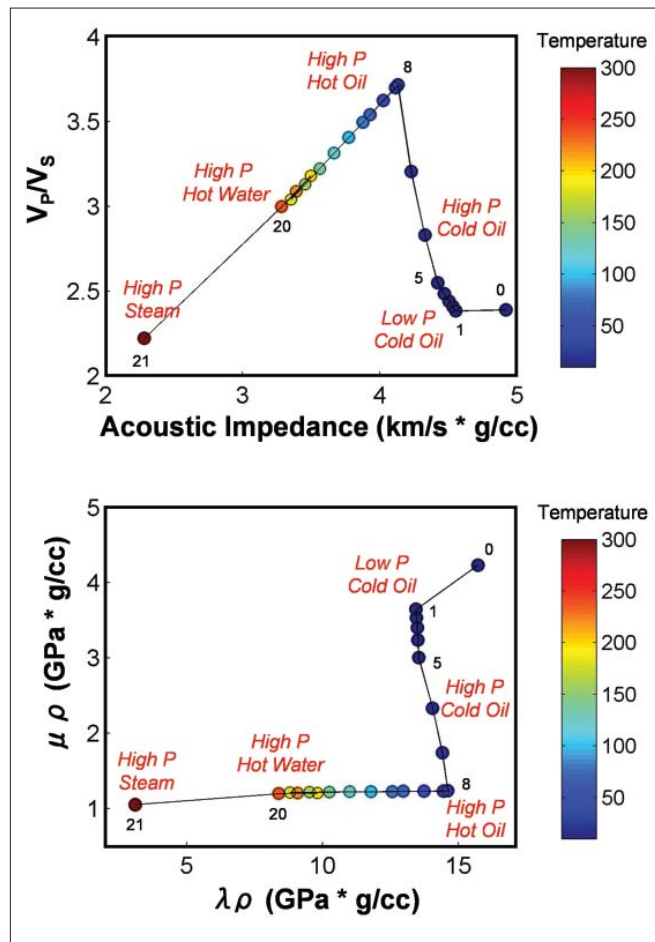 Temperature
4
3.5
3
2.5
2
V_P/V_S
High P
Hot Oil
8
High P
Hot Water
20
High P
Cold Oil
5
0
Low P
Cold Oil
1
High P
Steam
21
2
3
4
5
Acoustic Impedance (km/s * g/cc)
300
250
200
150
100
50
Temperature
5
4
3
2
1
μ ρ (GPa * g/cc)
0
Low P
Cold Oil
1
5
High P
Cold Oil
High P
Steam
High P
Hot Water
8
21
20
High P
Hot Oil
5
10
15
λρ (GPa * g/cc)
300
250
200
150
100
50